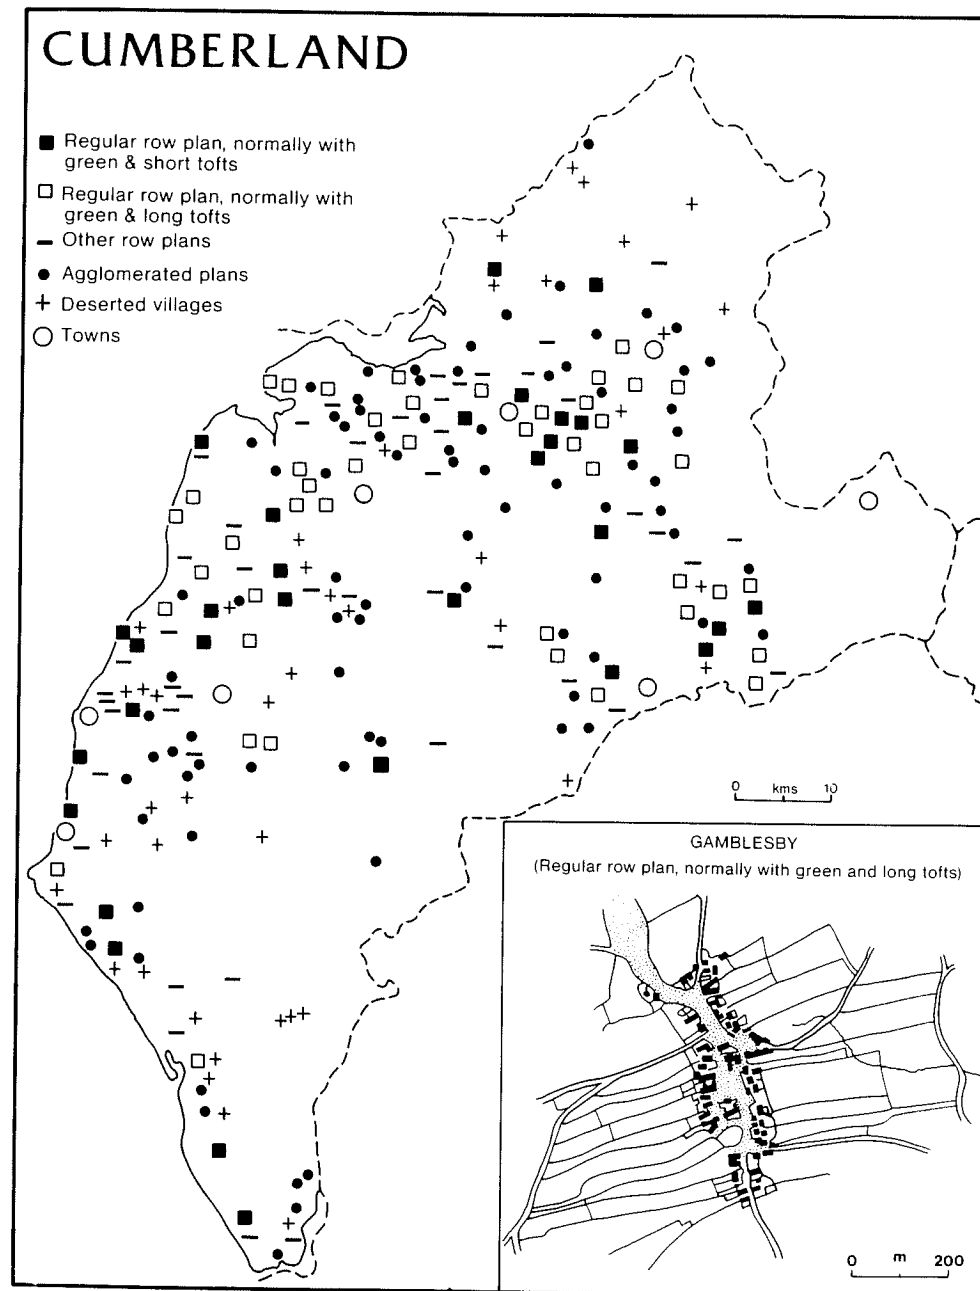 CUMBERLAND
Regular row plan, normally with
green & short tofts
Regular row plan, normally with
green & long tofts
Other row plans
Agglomerated plans
Deserted villages
Towns
0 kms 10
GAMBLESBY
(Regular row plan, normally with green and long tofts)
0 m 200